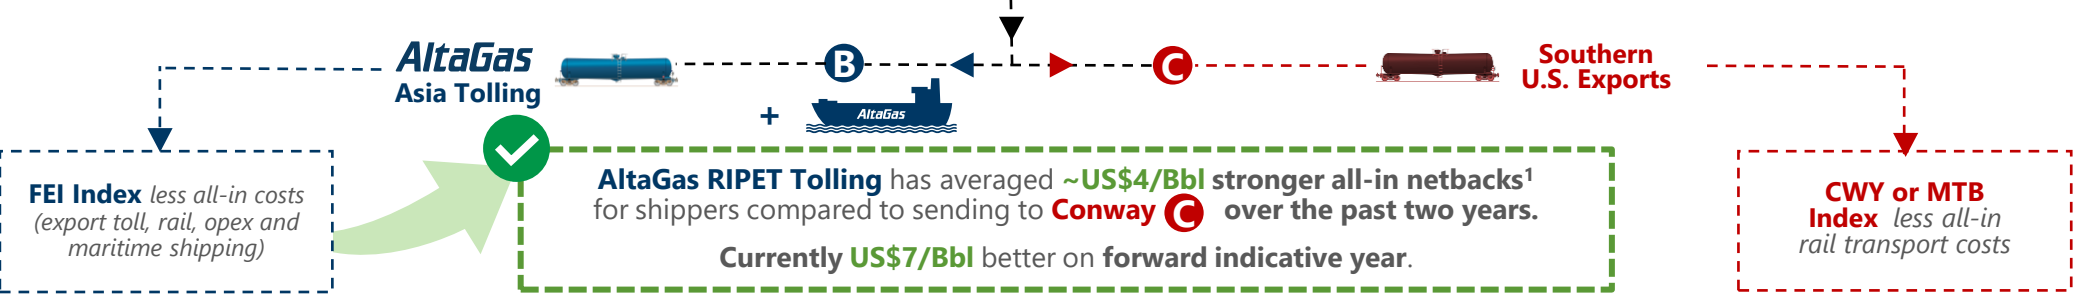 AltaGas
Asia Tolling
B
C
Southern
U.S. Exports
+
AltaGas
FEI Index less all-in costs
(export toll, rail, opex and
maritime shipping)
AltaGas RIPET Tolling has averaged ~US$4/Bbl stronger all-in netbacks¹
for shippers compared to sending to Conway C over the past two years.
Currently US$7/Bbl better on forward indicative year.
CWY or MTB
Index less all-in
rail transport costs